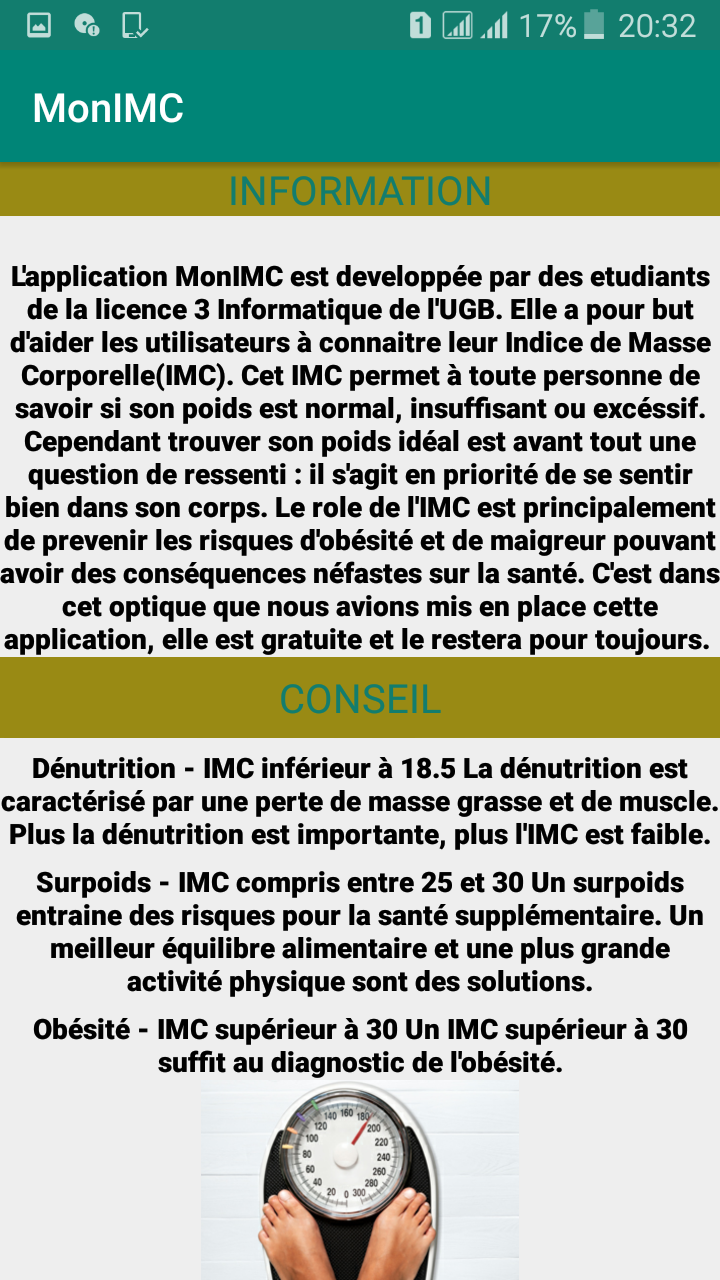 1 17% 20:32
MonIMC
INFORMATION
L'application MonIMC est developpée par des etudiants
de la licence 3 Informatique de l'UGB. Elle a pour but
d'aider les utilisateurs à connaitre leur Indice de Masse
Corporelle(IMC). Cet IMC permet à toute personne de
savoir si son poids est normal, insuffisant ou excéssif.
Cependant trouver son poids idéal est avant tout une
question de ressenti : il s'agit en priorité de se sentir
bien dans son corps. Le role de l'IMC est principalement
de prevenir les risques d'obésité et de maigreur pouvant
avoir des conséquences néfastes sur la santé. C'est dans
cet optique que nous avions mis en place cette
application, elle est gratuite et le restera pour toujours.
CONSEIL
Dénutrition - IMC inférieur à 18.5 La dénutrition est
caractérisé par une perte de masse grasse et de muscle.
Plus la dénutrition est importante, plus l'IMC est faible.
Surpoids - IMC compris entre 25 et 30 Un surpoids
entraine des risques pour la santé supplémentaire. Un
meilleur équilibre alimentaire et une plus grande
activité physique sont des solutions.
Obésité - IMC supérieur à 30 Un IMC supérieur à 30
suffit au diagnostic de l'obésité.
0 20 40 60 80 100 120 140 160 180 200 220 240 260 280 300